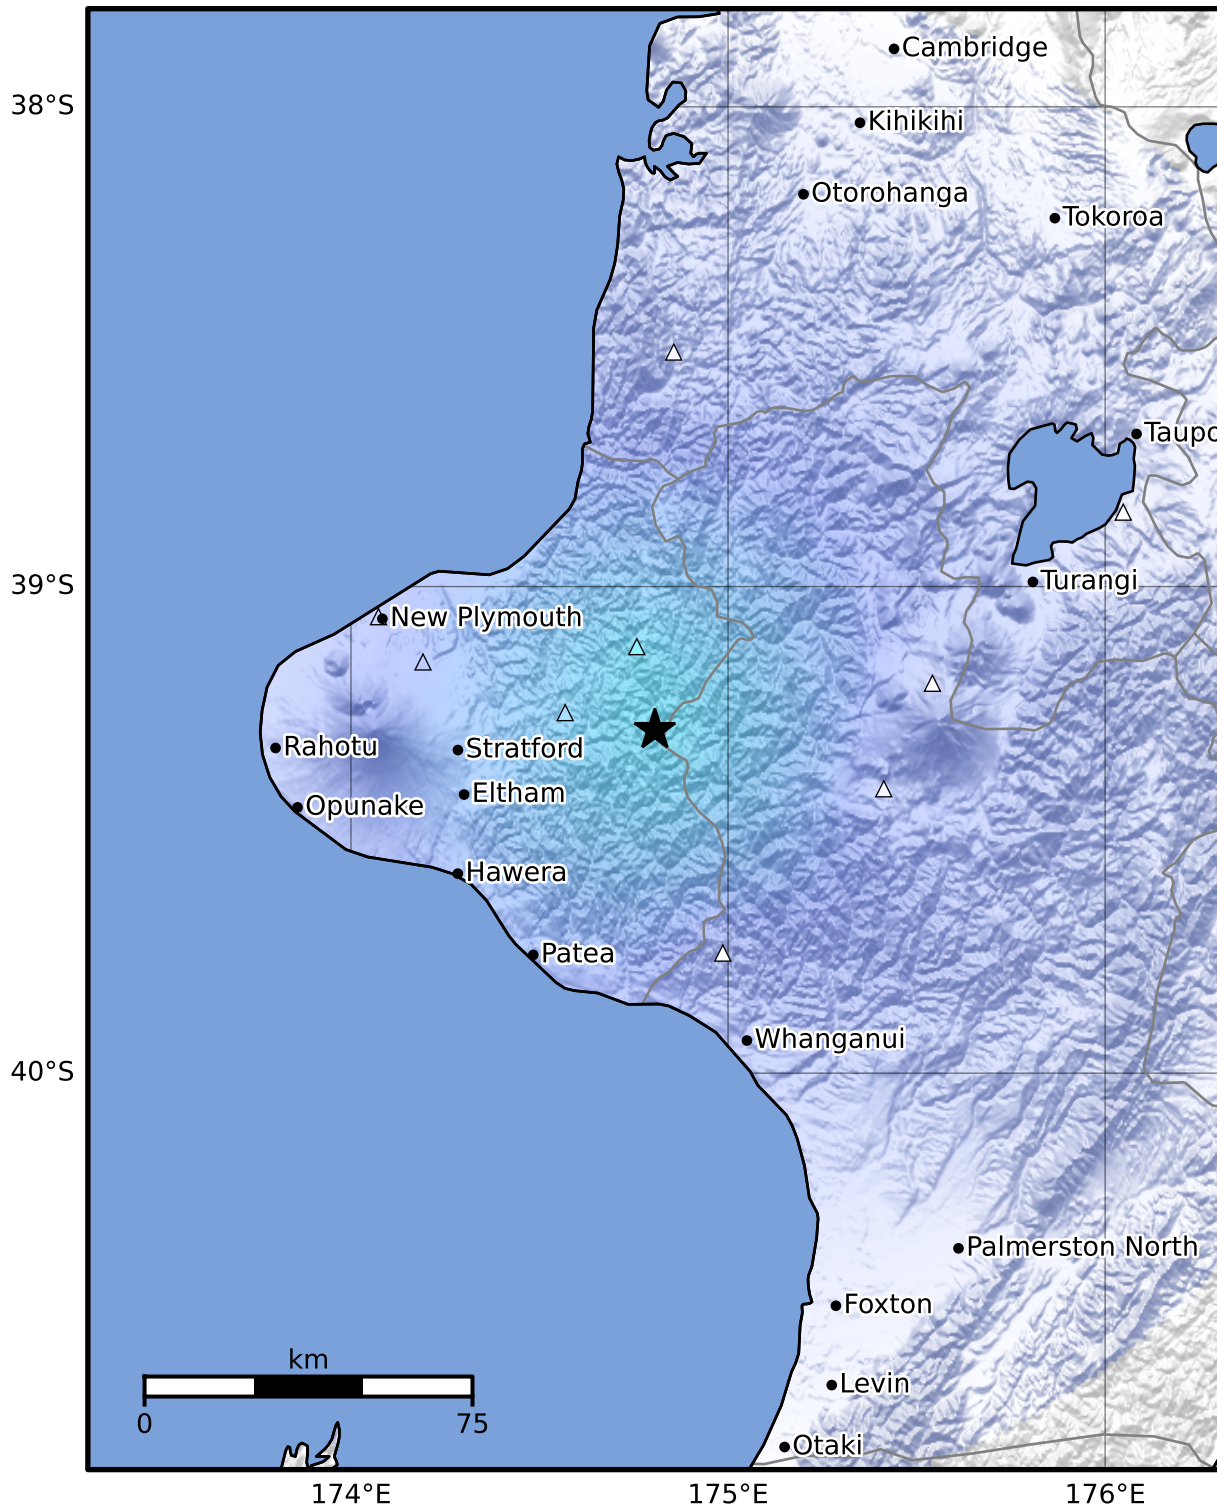 Cambridge
38°S
Kihikihi
Otorohanga
Tokoroa
Taupo
39°S
Turangi
New Plymouth
Rahotu
Stratford
Eltham
Opunake
Hawera
Patea
Whanganui
40°S
Palmerston North
Foxton
km
Levin
0
75
Otaki
174°E
175°E
176°E